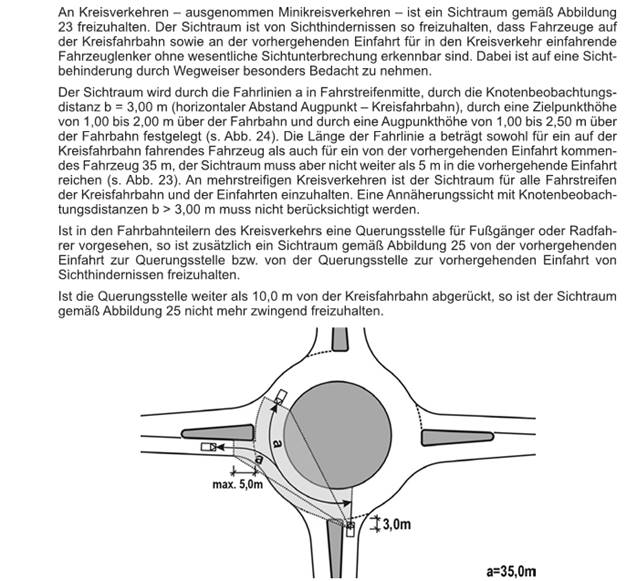 An Kreisverkehren – ausgenommen Minikreisverkehren – ist ein Sichtraum gemäß Abbildung
23 freizuhalten. Der Sichtraum ist von Sichthindernissen so freizuhalten, dass Fahrzeuge auf
der Kreisfahrbahn sowie an der vorhergehenden Einfahrt für in den Kreisverkehr einfahrende
Fahrzeuglenker ohne wesentliche Sichtunterbrechung erkennbar sind. Dabei ist auf eine Sicht-
behinderung durch Wegweiser besonders Bedacht zu nehmen.
Der Sichtraum wird durch die Fahrlinien a in Fahrstreifenmitte, durch die Knotenbeobachtungs-
distanz b = 3,00 m (horizontaler Abstand Augpunkt – Kreisfahrbahn), durch eine Zielpunkthöhe
von 1,00 bis 2,00 m über der Fahrbahn und durch eine Augpunkthöhe von 1,00 bis 2,50 m über
der Fahrbahn festgelegt (s. Abb. 24). Die Länge der Fahrlinie a beträgt sowohl für ein auf der
Kreisfahrbahn fahrendes Fahrzeug als auch für ein von der vorhergehenden Einfahrt kommen-
des Fahrzeug 35 m, der Sichtraum muss aber nicht weiter als 5 m in die vorhergehende Einfahrt
reichen (s. Abb. 23). An mehrstreifigen Kreisverkehren ist der Sichtraum für alle Fahrstreifen
der Kreisfahrbahn und der Einfahrten einzuhalten. Eine Annäherungssicht mit Knotenbeobach-
tungsdistanzen b > 3,00 m muss nicht berücksichtigt werden.
Ist in den Fahrbahnteilern des Kreisverkehrs eine Querungsstelle für Fußgänger oder Radfah-
rer vorgesehen, so ist zusätzlich ein Sichtraum gemäß Abbildung 25 von der vorhergehenden
Einfahrt zur Querungsstelle bzw. von der Querungsstelle zur vorhergehenden Einfahrt von
Sichthindernissen freizuhalten.
Ist die Querungsstelle weiter als 10,0 m von der Kreisfahrbahn abgerückt, so ist der Sichtraum
gemäß Abbildung 25 nicht mehr zwingend freizuhalten.
a
a
max. 5,0m
3,0m
a=35,0m